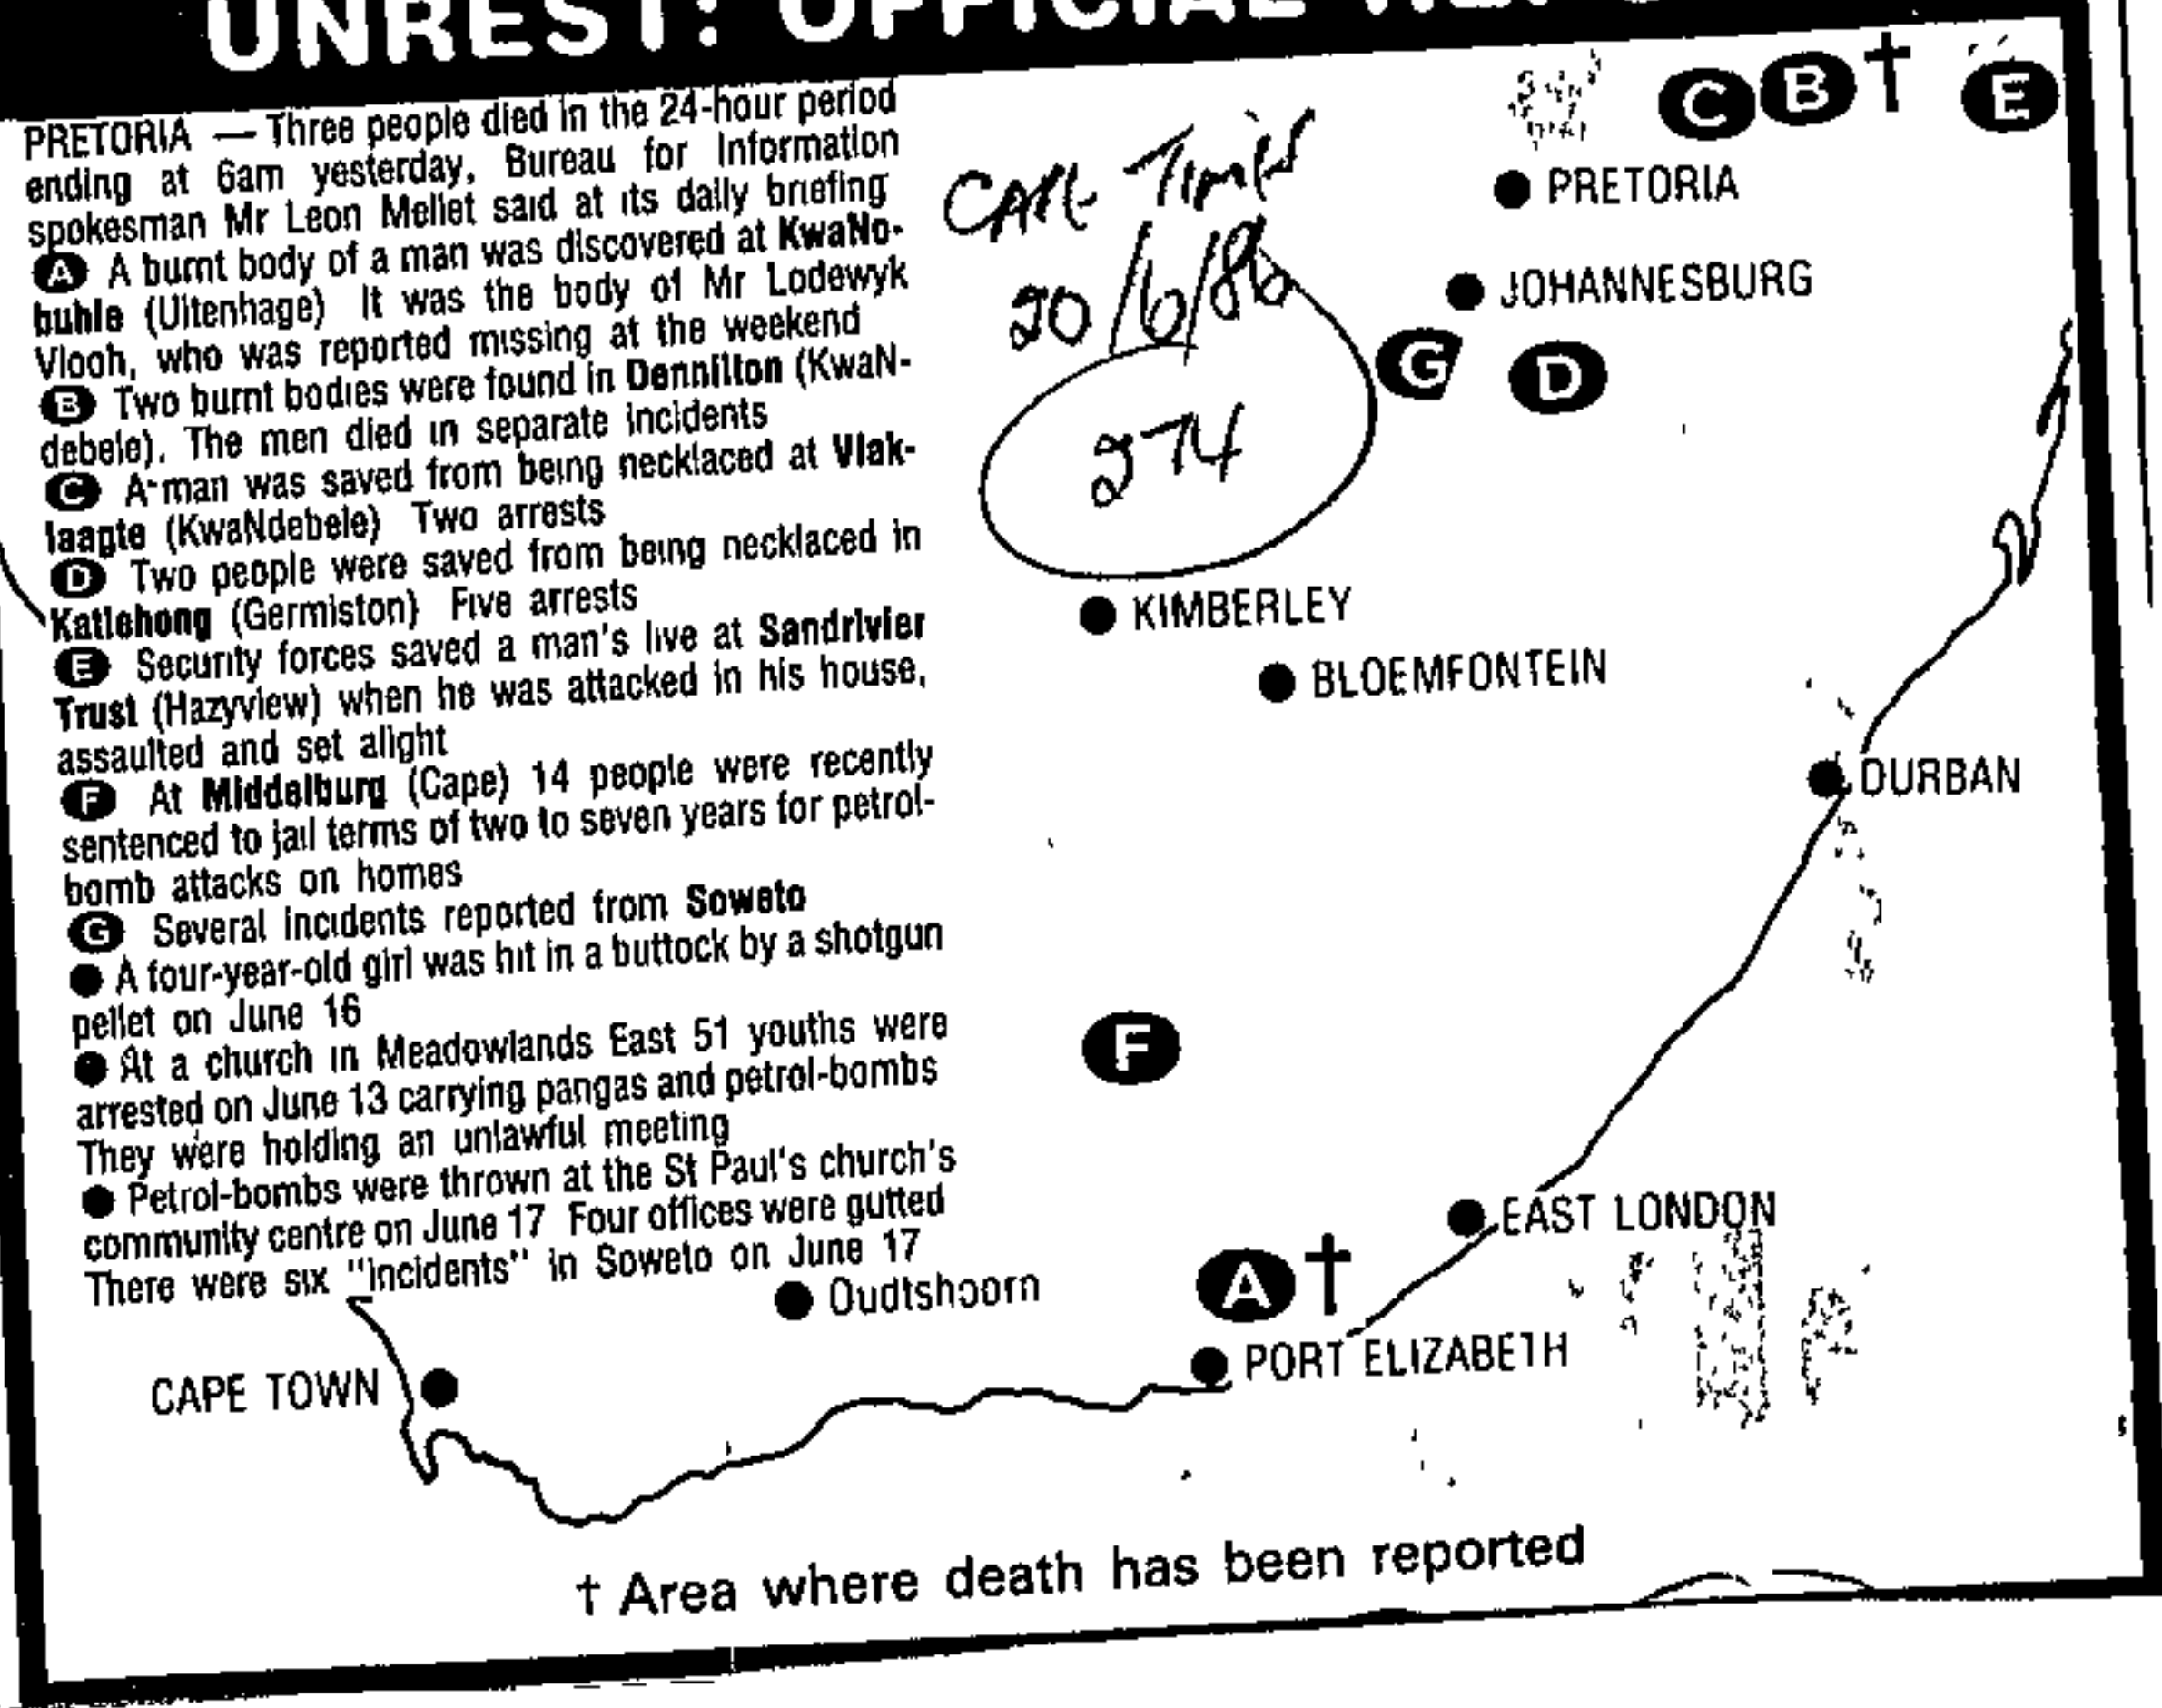 UNREST: OFFICIAL
PRETORIA — Three people died in the 24-hour period
ending at 6am yesterday, Bureau for Information
spokesman Mr Leon Mellet said at its daily briefing
A A burnt body of a man was discovered at KwaNo-
buhle (Uitenhage) It was the body of Mr Lodewyk
Vlooh, who was reported missing at the weekend
B Two burnt bodies were found in Dennilton (KwaN-
debele). The men died in separate incidents
C A man was saved from being necklaced at Vlak-
laagte (KwaNdebele) Two arrests
D Two people were saved from being necklaced in
Katlehong (Germiston) Five arrests
E Security forces saved a man's live at Sandrivier
Trust (Hazyview) when he was attacked in his house,
assaulted and set alight
F At Middelburg (Cape) 14 people were recently
sentenced to jail terms of two to seven years for petrol-
bomb attacks on homes
G Several incidents reported from Soweto
● A four-year-old girl was hit in a buttock by a shotgun
pellet on June 16
● At a church in Meadowlands East 51 youths were
arrested on June 13 carrying pangas and petrol-bombs
They were holding an unlawful meeting
● Petrol-bombs were thrown at the St Paul's church's
community centre on June 17 Four offices were gutted
There were six "incidents" in Soweto on June 17
CAPE TIMES
20/6/86
274
C B † E
PRETORIA
JOHANNESBURG
G D
KIMBERLEY
BLOEMFONTEIN
DURBAN
F
EAST LONDON
A †
Oudtshoorn
PORT ELIZABETH
CAPE TOWN
† Area where death has been reported